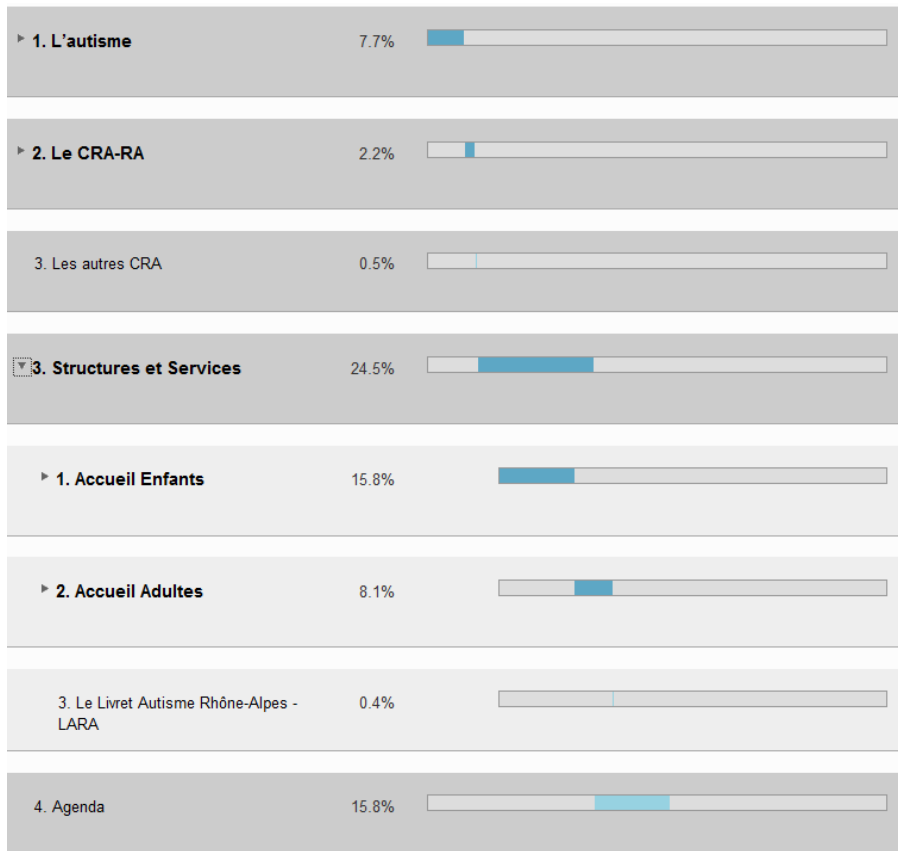 1. L'autisme 7.7%
2. Le CRA-RA 2.2%
3. Les autres CRA 0.5%
3. Structures et Services 24.5%
1. Accueil Enfants 15.8%
2. Accueil Adultes 8.1%
3. Le Livret Autisme Rhône-Alpes - 0.4%
LARA
4. Agenda 15.8%